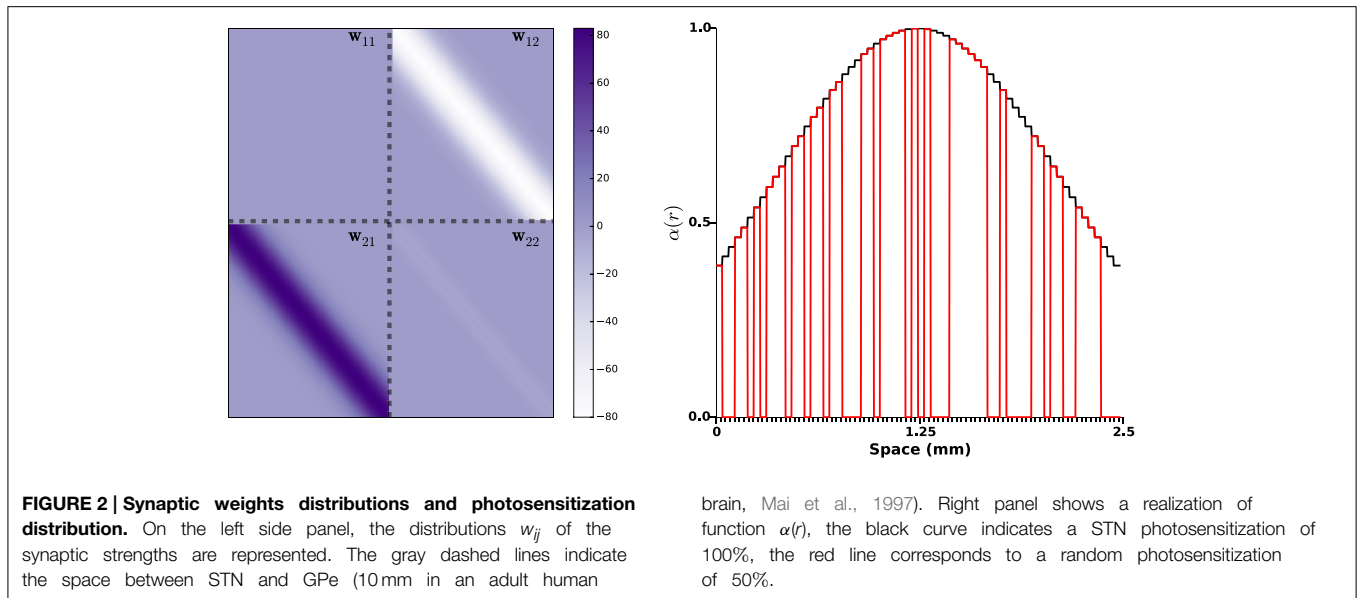 w11
w12
w21
w22
80
60
40
20
0
−20
−40
−60
−80
1.0
0.5
0.0
α(r)
0
1.25
2.5
Space (mm)
FIGURE 2 | Synaptic weights distributions and photosensitization
distribution. On the left side panel, the distributions wij of the
synaptic strengths are represented. The gray dashed lines indicate
the space between STN and GPe (10 mm in an adult human
brain, Mai et al., 1997). Right panel shows a realization of
function α(r), the black curve indicates a STN photosensitization of
100%, the red line corresponds to a random photosensitization
of 50%.